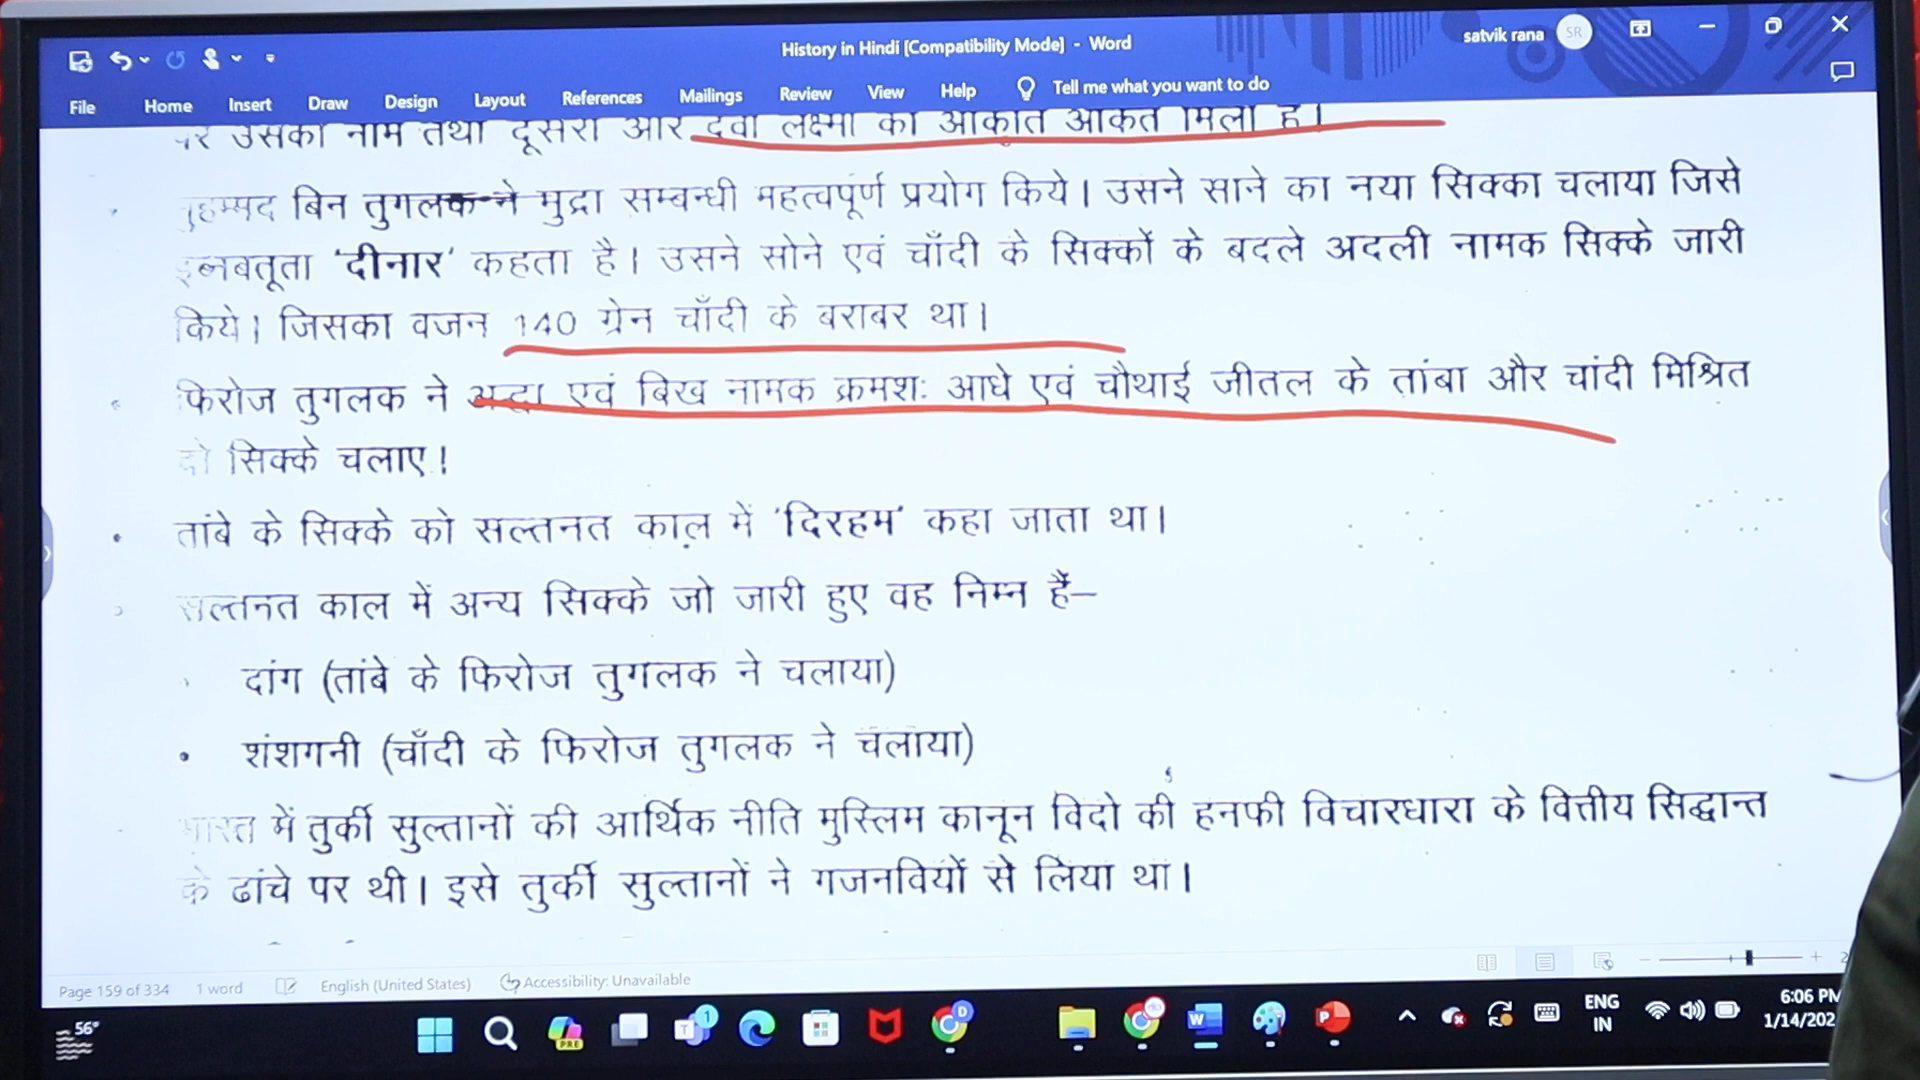 History in Hindi [Compatibility Mode] - Word
satvik rana
SR
File Home Insert Draw Design Layout References Mailings Review View Help Tell me what you want to do
उसका नाम तथा दूसरी ओर देवी लक्ष्मी की आकृति अंकित मिली है।
मुहम्मद बिन तुगलक ने मुद्रा सम्बन्धी महत्वपूर्ण प्रयोग किये। उसने साने का नया सिक्का चलाया जिसे
इब्नबतूता 'दीनार' कहता है। उसने सोने एवं चाँदी के सिक्कों के बदले अदली नामक सिक्के जारी
किये। जिसका वजन 140 ग्रेन चाँदी के बराबर था।
फिरोज तुगलक ने अद्धा एवं बिख नामक क्रमशः आधे एवं चौथाई जीतल के तांबा और चांदी मिश्रित
दो सिक्के चलाए।
• तांबे के सिक्के को सल्तनत काल में 'दिरहम' कहा जाता था।
सल्तनत काल में अन्य सिक्के जो जारी हुए वह निम्न हैं–
दांग (तांबे के फिरोज तुगलक ने चलाया)
• शंशगनी (चाँदी के फिरोज तुगलक ने चलाया)
भारत में तुर्की सुल्तानों की आर्थिक नीति मुस्लिम कानून विदो की हनफी विचारधारा के वित्तीय सिद्धान्त
के ढांचे पर थी। इसे तुर्की सुल्तानों ने गजनवियों से लिया था।
Page 159 of 334 1 word English (United States) Accessibility: Unavailable
56°
PRE
1
D
W
P
ENG
IN
6:06 PM
1/14/202